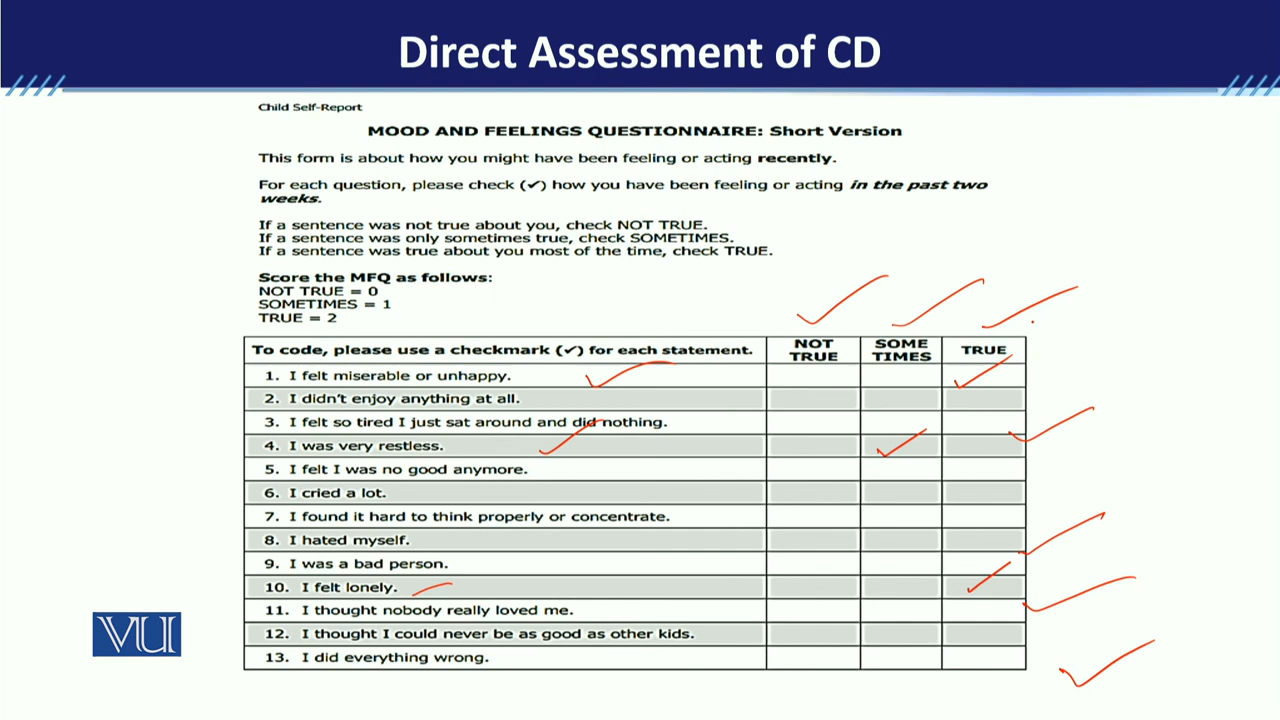 Direct Assessment of CD
Child Self-Report
MOOD AND FEELINGS QUESTIONNAIRE: Short Version
This form is about how you might have been feeling or acting recently.
For each question, please check (✓) how you have been feeling or acting in the past two
weeks.
If a sentence was not true about you, check NOT TRUE.
If a sentence was only sometimes true, check SOMETIMES.
If a sentence was true about you most of the time, check TRUE.
Score the MFQ as follows:
NOT TRUE = 0
SOMETIMES = 1
TRUE = 2
To code, please use a checkmark (✓) for each statement.
NOT
TRUE
SOME
TIMES
TRUE
1. I felt miserable or unhappy.
2. I didn't enjoy anything at all.
3. I felt so tired I just sat around and did nothing.
4. I was very restless.
5. I felt I was no good anymore.
6. I cried a lot.
7. I found it hard to think properly or concentrate.
8. I hated myself.
9. I was a bad person.
10. I felt lonely.
11. I thought nobody really loved me.
12. I thought I could never be as good as other kids.
13. I did everything wrong.
VU